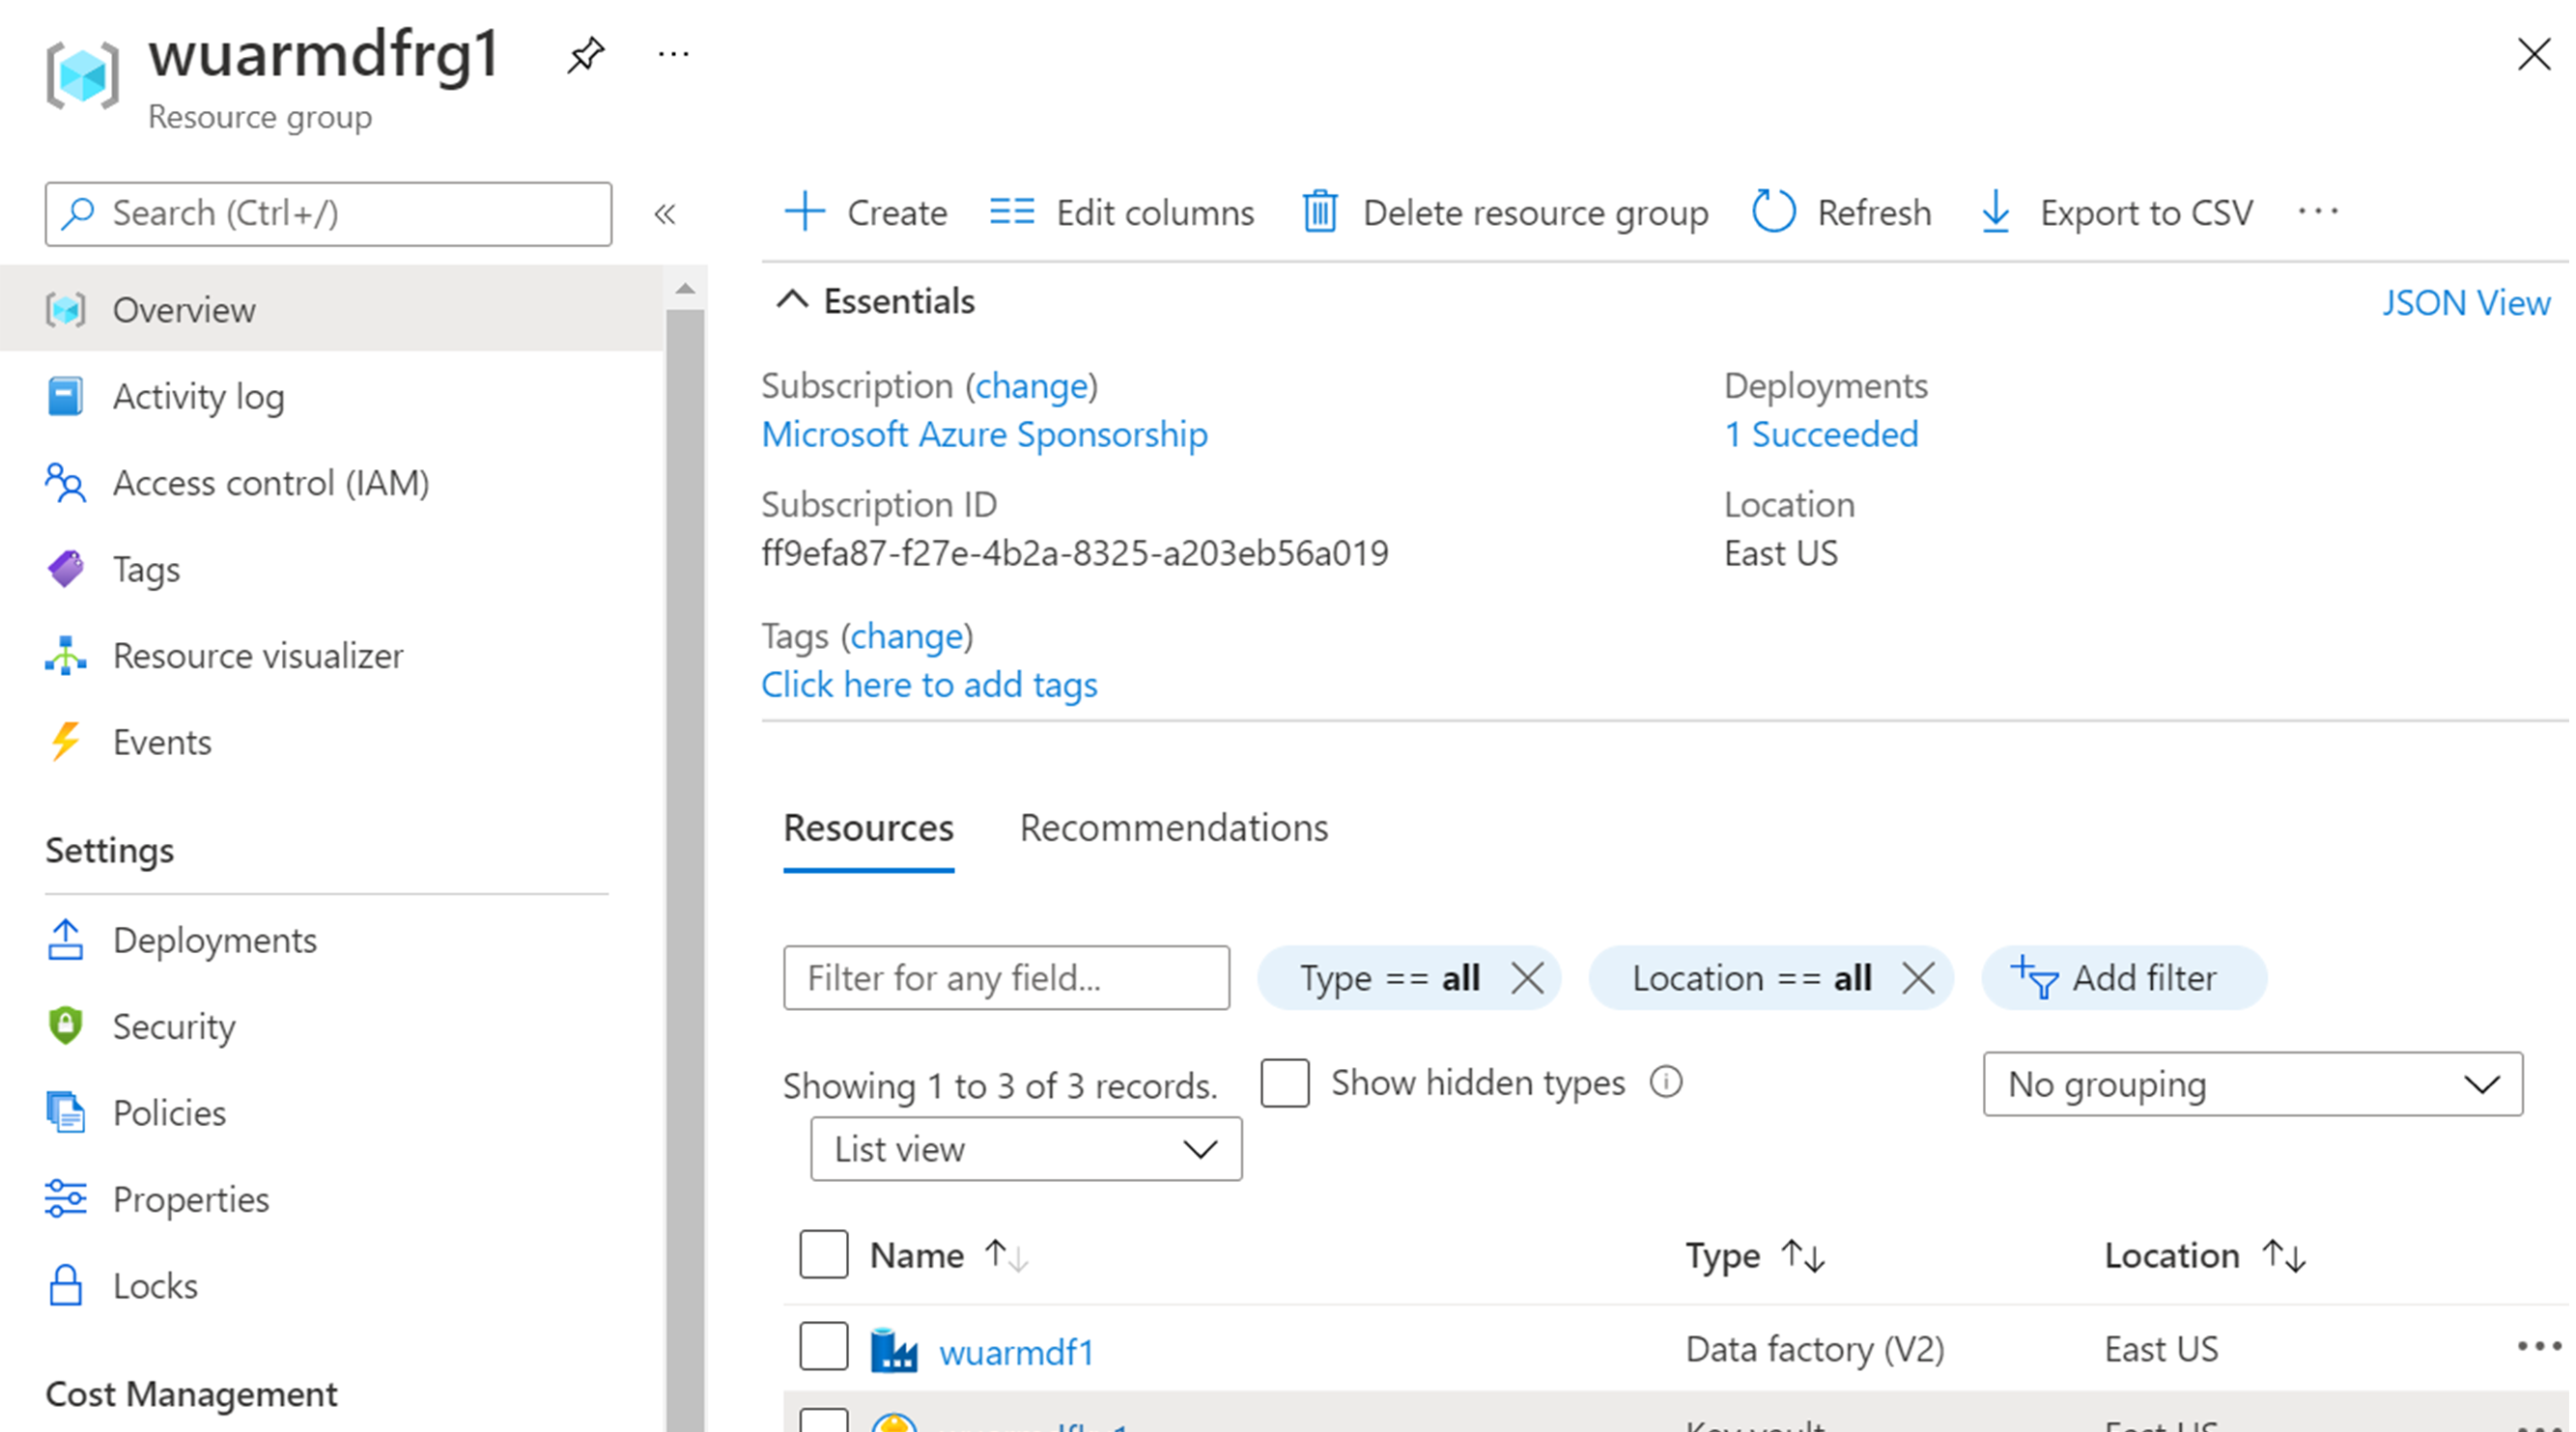 wuarmdfrg1
Resource group
Search (Ctrl+/)
Overview
Activity log
Access control (IAM)
Tags
Resource visualizer
Events
Settings
Deployments
Security
Policies
Properties
Locks
Cost Management
Create Edit columns Delete resource group Refresh Export to CSV
Essentials JSON View
Subscription (change)
Microsoft Azure Sponsorship
Deployments
1 Succeeded
Subscription ID
ff9efa87-f27e-4b2a-8325-a203eb56a019
Location
East US
Tags (change)
Click here to add tags
Resources Recommendations
Filter for any field... Type == all Location == all Add filter
Showing 1 to 3 of 3 records. Show hidden types No grouping
List view
Name Type Location
wuarmdf1 Data factory (V2) East US
Key vault East US